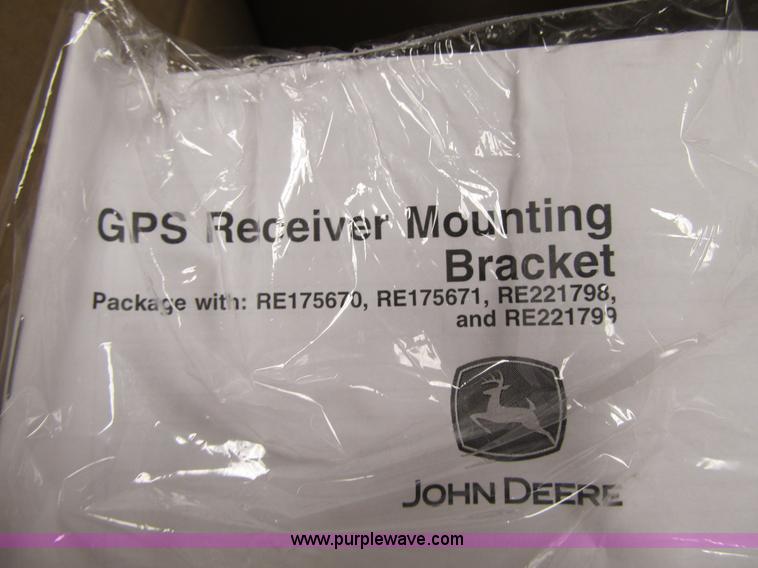 GPS Receiver Mounting
Bracket
Package with: RE175670, RE175671, RE221798,
and RE221799
JOHN DEERE
www.purplewave.com